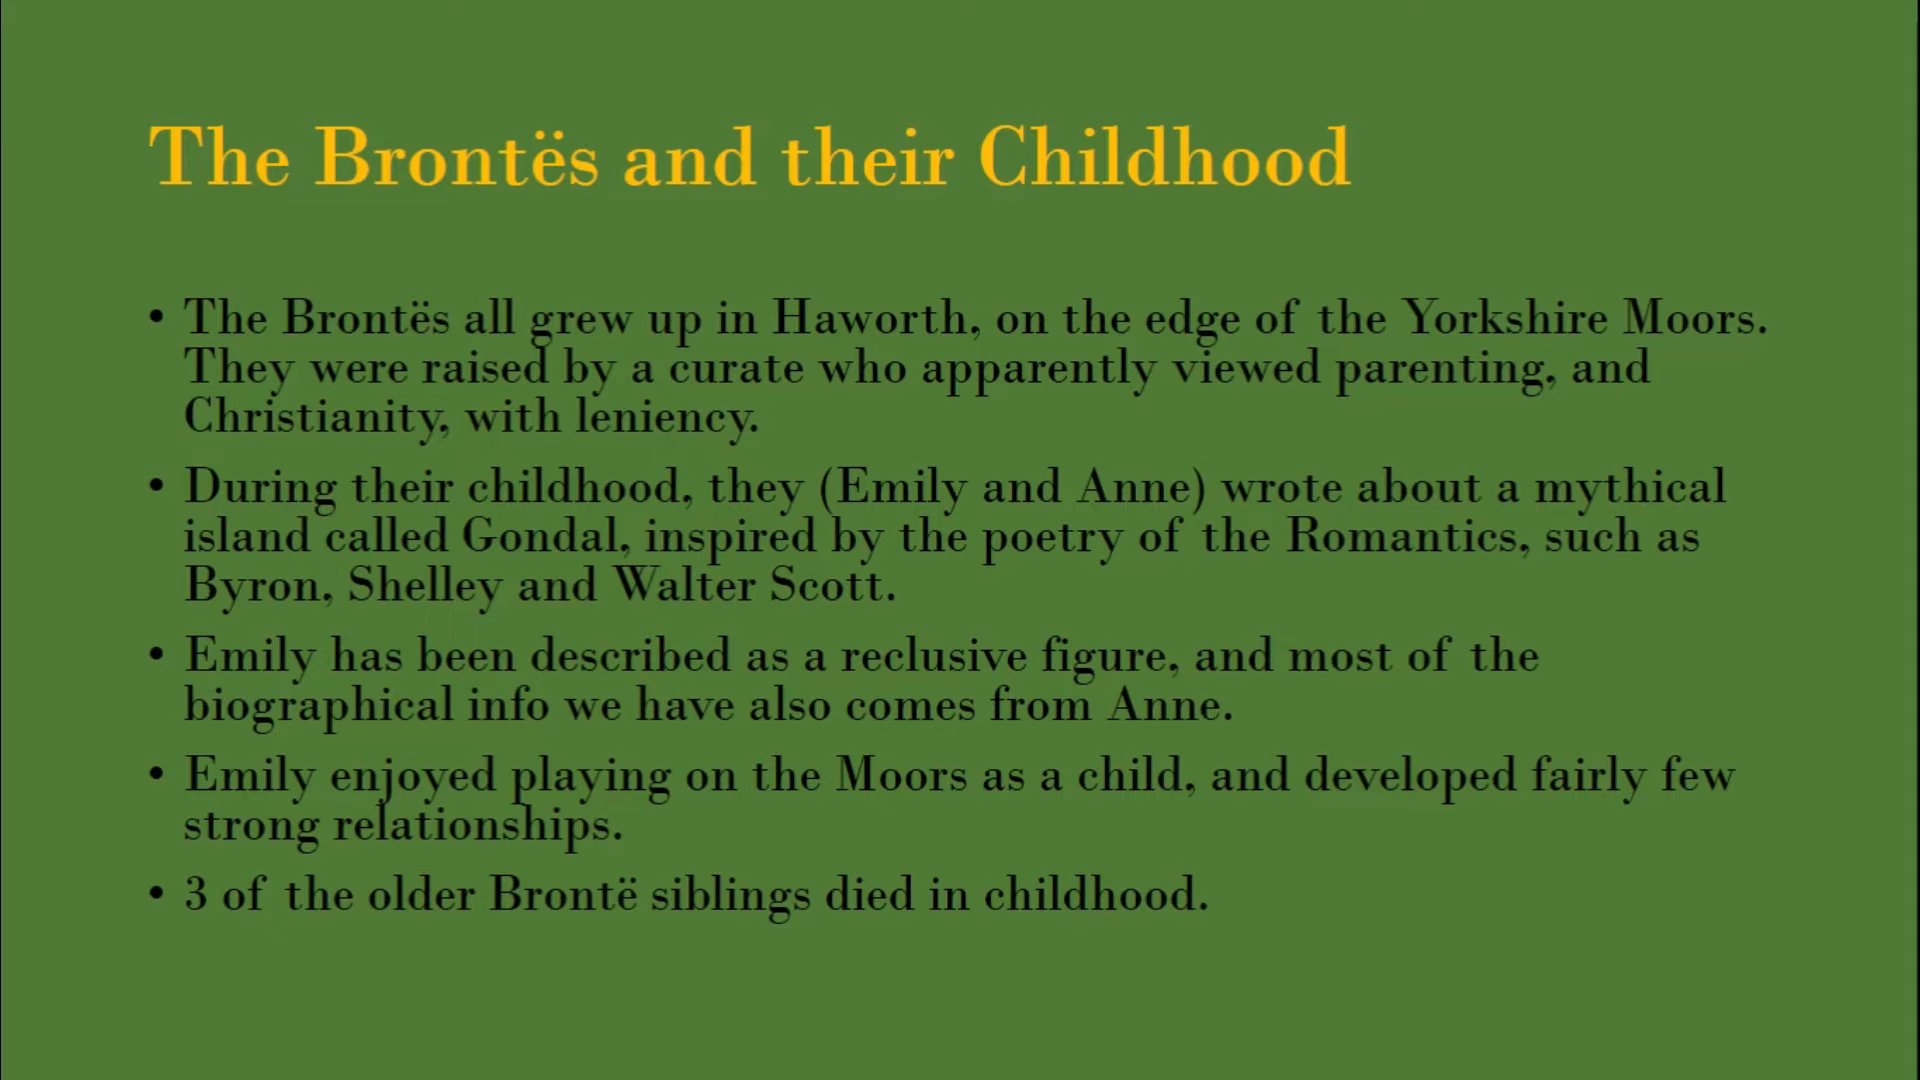 The Brontës and their Childhood
• The Brontës all grew up in Haworth, on the edge of the Yorkshire Moors.
They were raised by a curate who apparently viewed parenting, and
Christianity, with leniency.
• During their childhood, they (Emily and Anne) wrote about a mythical
island called Gondal, inspired by the poetry of the Romantics, such as
Byron, Shelley and Walter Scott.
• Emily has been described as a reclusive figure, and most of the
biographical info we have also comes from Anne.
• Emily enjoyed playing on the Moors as a child, and developed fairly few
strong relationships.
• 3 of the older Brontë siblings died in childhood.